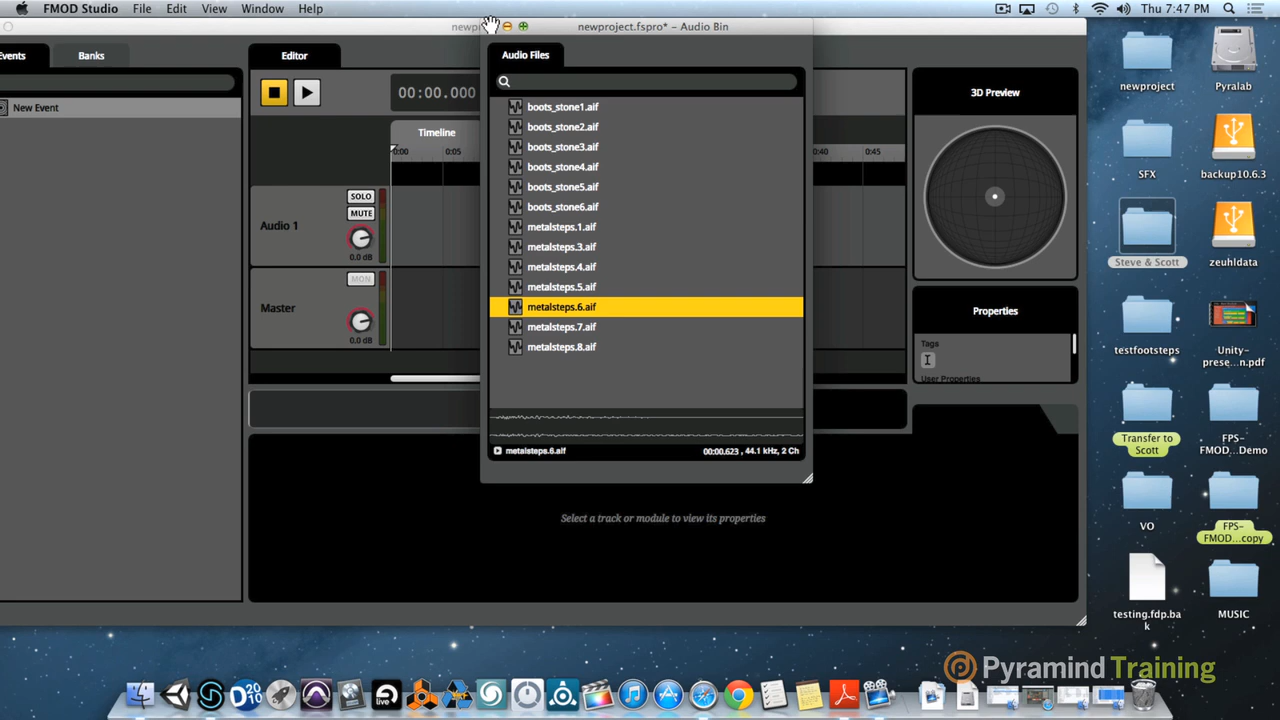 FMOD Studio File Edit View Window Help
Thu 7:47 PM
newproject.fspro* – Audio Bin
Events Banks
Editor
Audio Files
New Event
00:00.000
Timeline
0:00 0:05
0:40 0:45
Audio 1
SOLO
MUTE
0.0 dB
Master
MON
0.0 dB
boots_stone1.aif
boots_stone2.aif
boots_stone3.aif
boots_stone4.aif
boots_stone5.aif
boots_stone6.aif
metalsteps.1.aif
metalsteps.3.aif
metalsteps.4.aif
metalsteps.5.aif
metalsteps.6.aif
metalsteps.7.aif
metalsteps.8.aif
metalsteps.6.aif
00:00.623 , 44.1 kHz, 2 Ch
Select a track or module to view its properties
3D Preview
Properties
Tags
User Properties
newproject
Pyralab
SFX
backup10.6.3
Steve & Scott
zeuhldata
testfootsteps
Unity-
prese...n.pdf
Transfer to
Scott
FPS-
FMOD...Demo
VO
FPS-
FMOD...copy
testing.fdp.ba
k
MUSIC
Pyramind Training
D2010
live